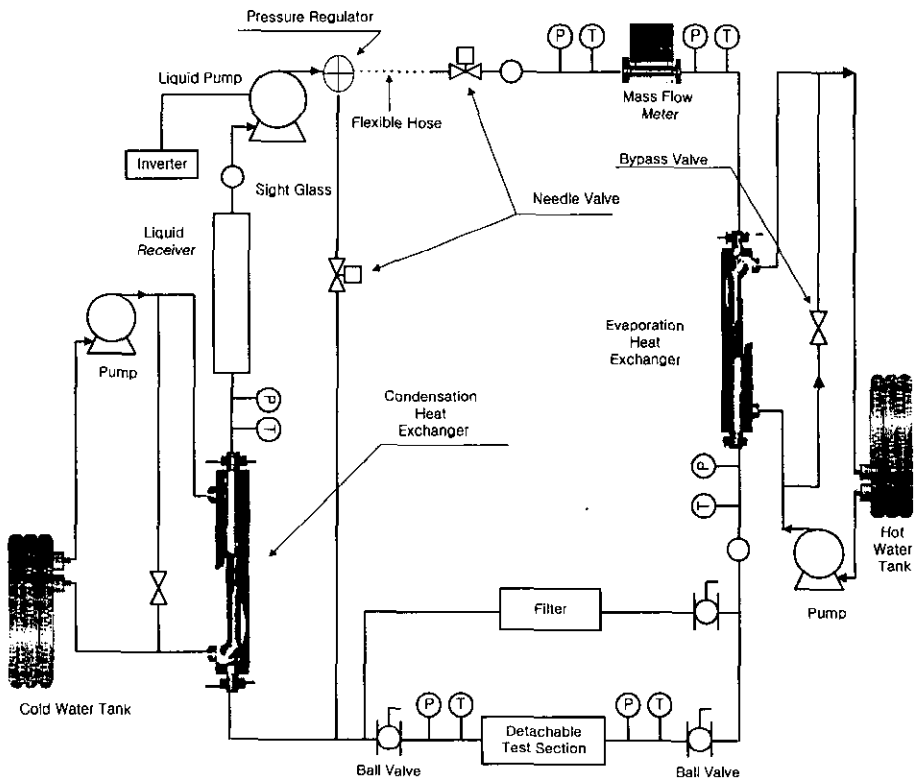 Pressure Regulator
P
T
P
T
Liquid Pump
Mass Flow
Meter
Flexible Hose
Bypass Valve
Inverter
Sight Glass
Needle Valve
Liquid
Receiver
Evaporation
Heat
Exchanger
Pump
P
T
Condensation
Heat
Exchanger
P
T
Hot
Water
Tank
Filter
Pump
Cold Water Tank
P
T
Detachable
Test Section
P
T
Ball Valve
Ball Valve